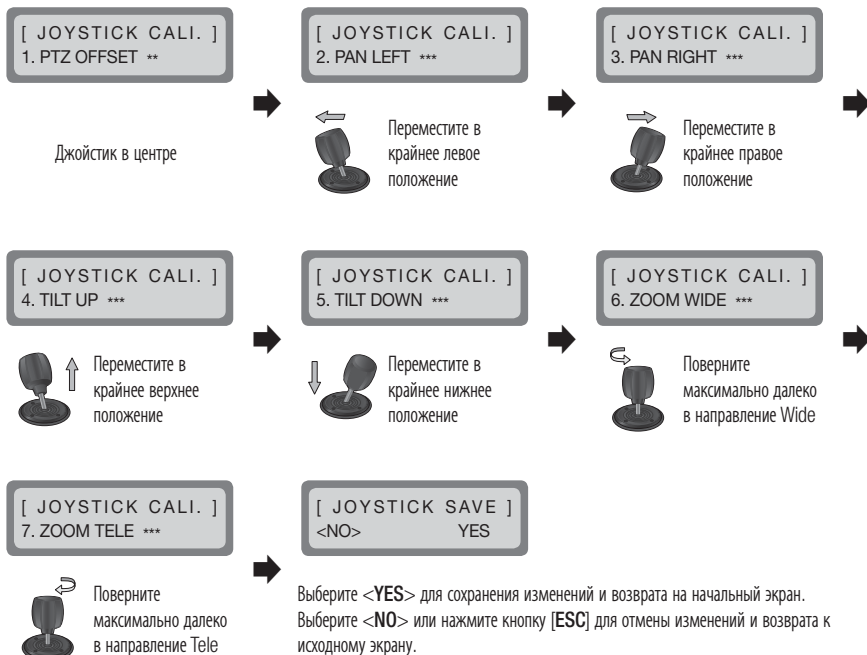 [ JOYSTICK CALI. ]
1. PTZ OFFSET **
Джойстик в центре
[ JOYSTICK CALI. ]
2. PAN LEFT ***
Переместите в
крайнее левое
положение
[ JOYSTICK CALI. ]
3. PAN RIGHT ***
Переместите в
крайнее правое
положение
[ JOYSTICK CALI. ]
4. TILT UP ***
Переместите в
крайнее верхнее
положение
[ JOYSTICK CALI. ]
5. TILT DOWN ***
Переместите в
крайнее нижнее
положение
[ JOYSTICK CALI. ]
6. ZOOM WIDE ***
Поверните
максимально далеко
в направление Wide
[ JOYSTICK CALI. ]
7. ZOOM TELE ***
Поверните
максимально далеко
в направление Tele
[ JOYSTICK SAVE ]
<NO> YES
Выберите <YES> для сохранения изменений и возврата на начальный экран.
Выберите <NO> или нажмите кнопку [ESC] для отмены изменений и возврата к
исходному экрану.